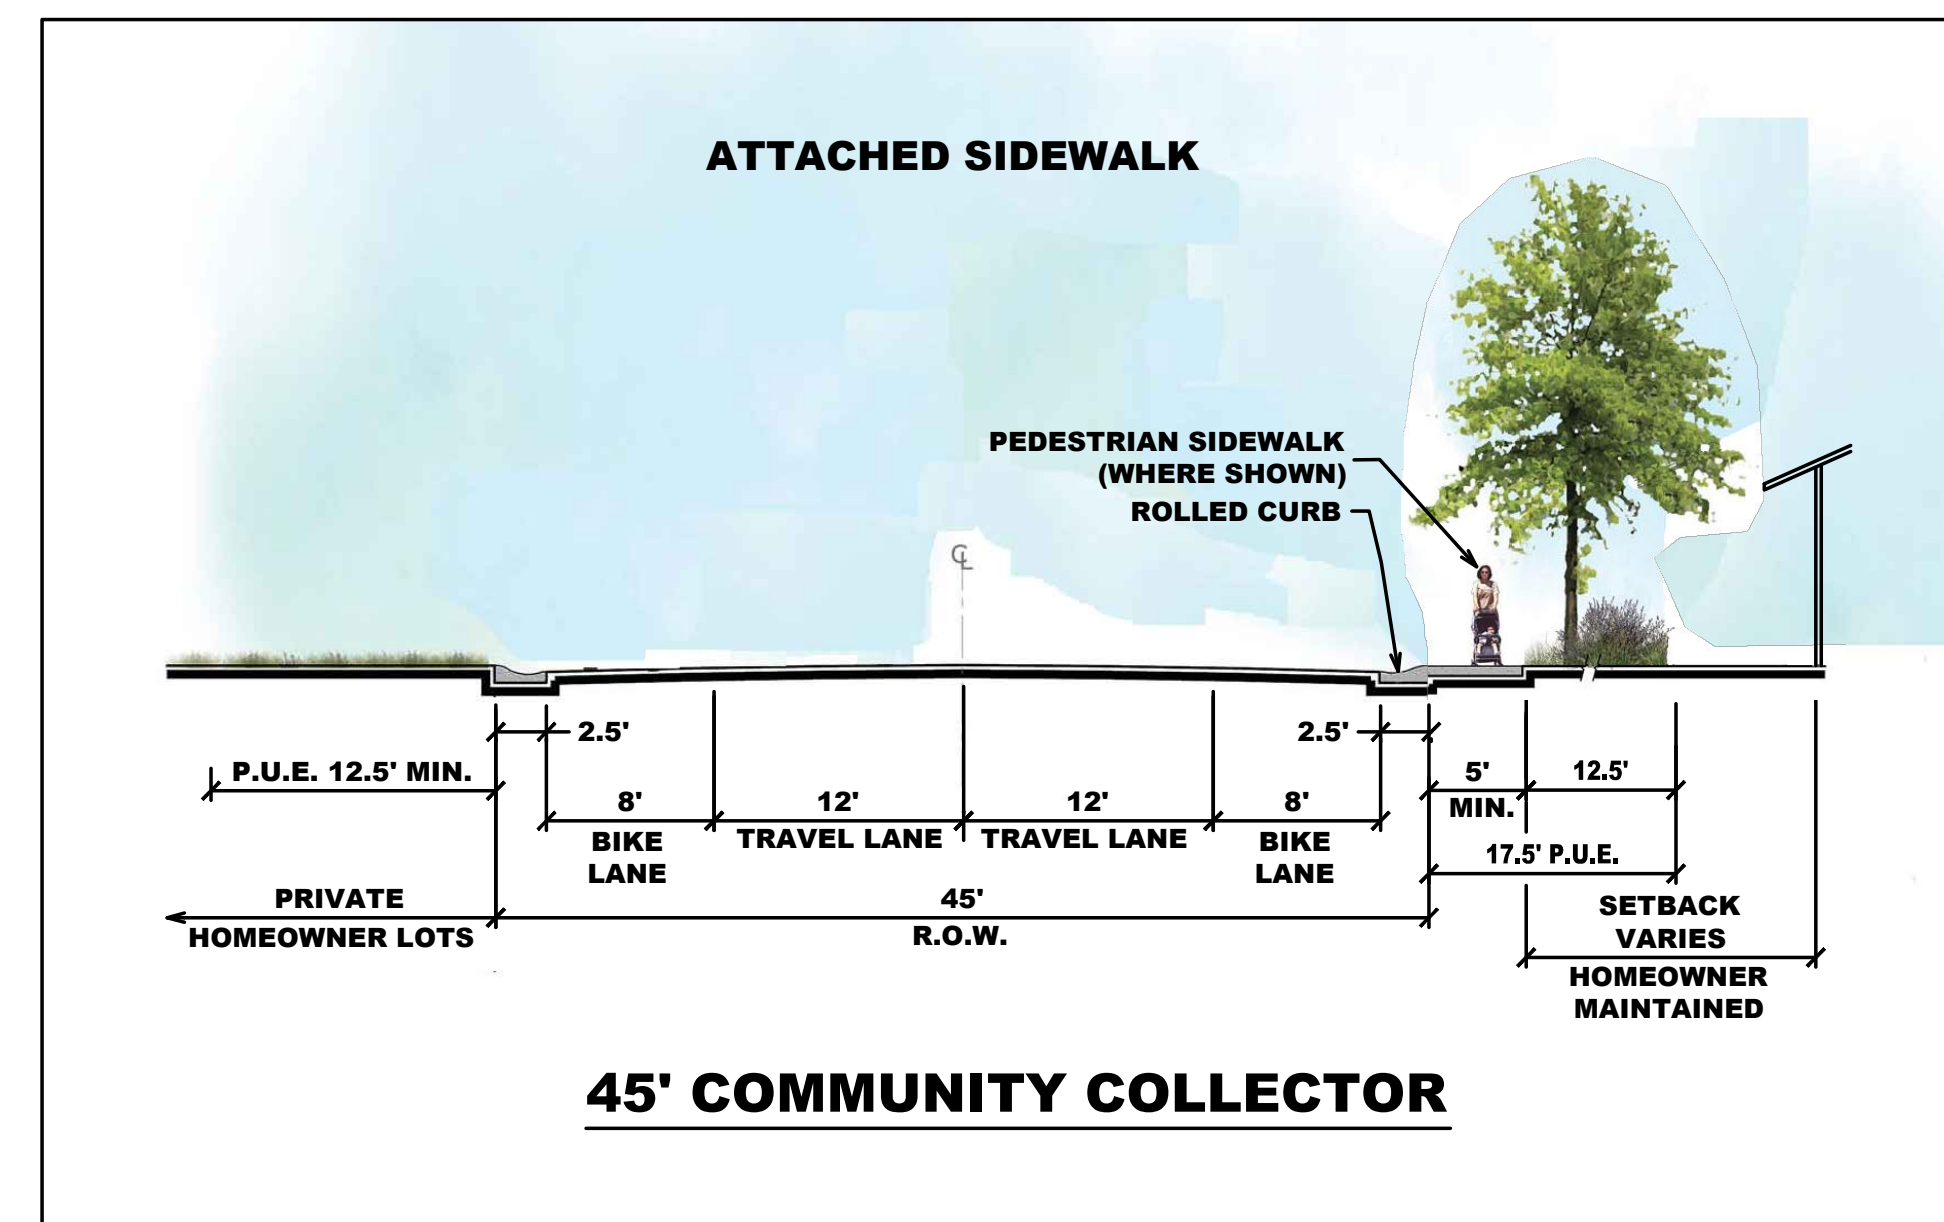 ATTACHED SIDEWALK
PEDESTRIAN SIDEWALK
(WHERE SHOWN)
ROLLED CURB
CL
2.5'
2.5'
P.U.E. 12.5' MIN.
5'
MIN.
12.5'
8'
BIKE
LANE
12'
TRAVEL LANE
12'
TRAVEL LANE
8'
BIKE
LANE
17.5' P.U.E.
PRIVATE
HOMEOWNER LOTS
45'
R.O.W.
SETBACK
VARIES
HOMEOWNER
MAINTAINED
45' COMMUNITY COLLECTOR